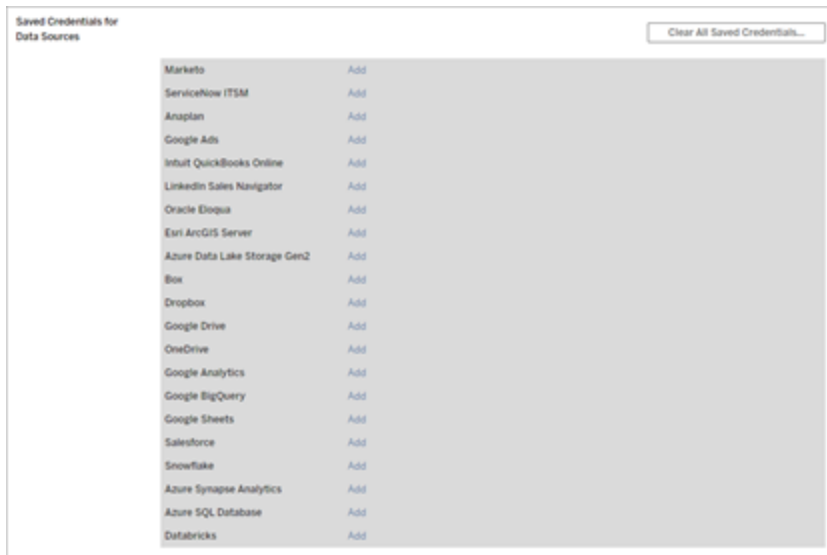 Saved Credentials for
Data Sources
Clear All Saved Credentials...
Marketo Add
ServiceNow ITSM Add
Anaplan Add
Google Ads Add
Intuit QuickBooks Online Add
LinkedIn Sales Navigator Add
Oracle Eloqua Add
Esri ArcGIS Server Add
Azure Data Lake Storage Gen2 Add
Box Add
Dropbox Add
Google Drive Add
OneDrive Add
Google Analytics Add
Google BigQuery Add
Google Sheets Add
Salesforce Add
Snowflake Add
Azure Synapse Analytics Add
Azure SQL Database Add
Databricks Add